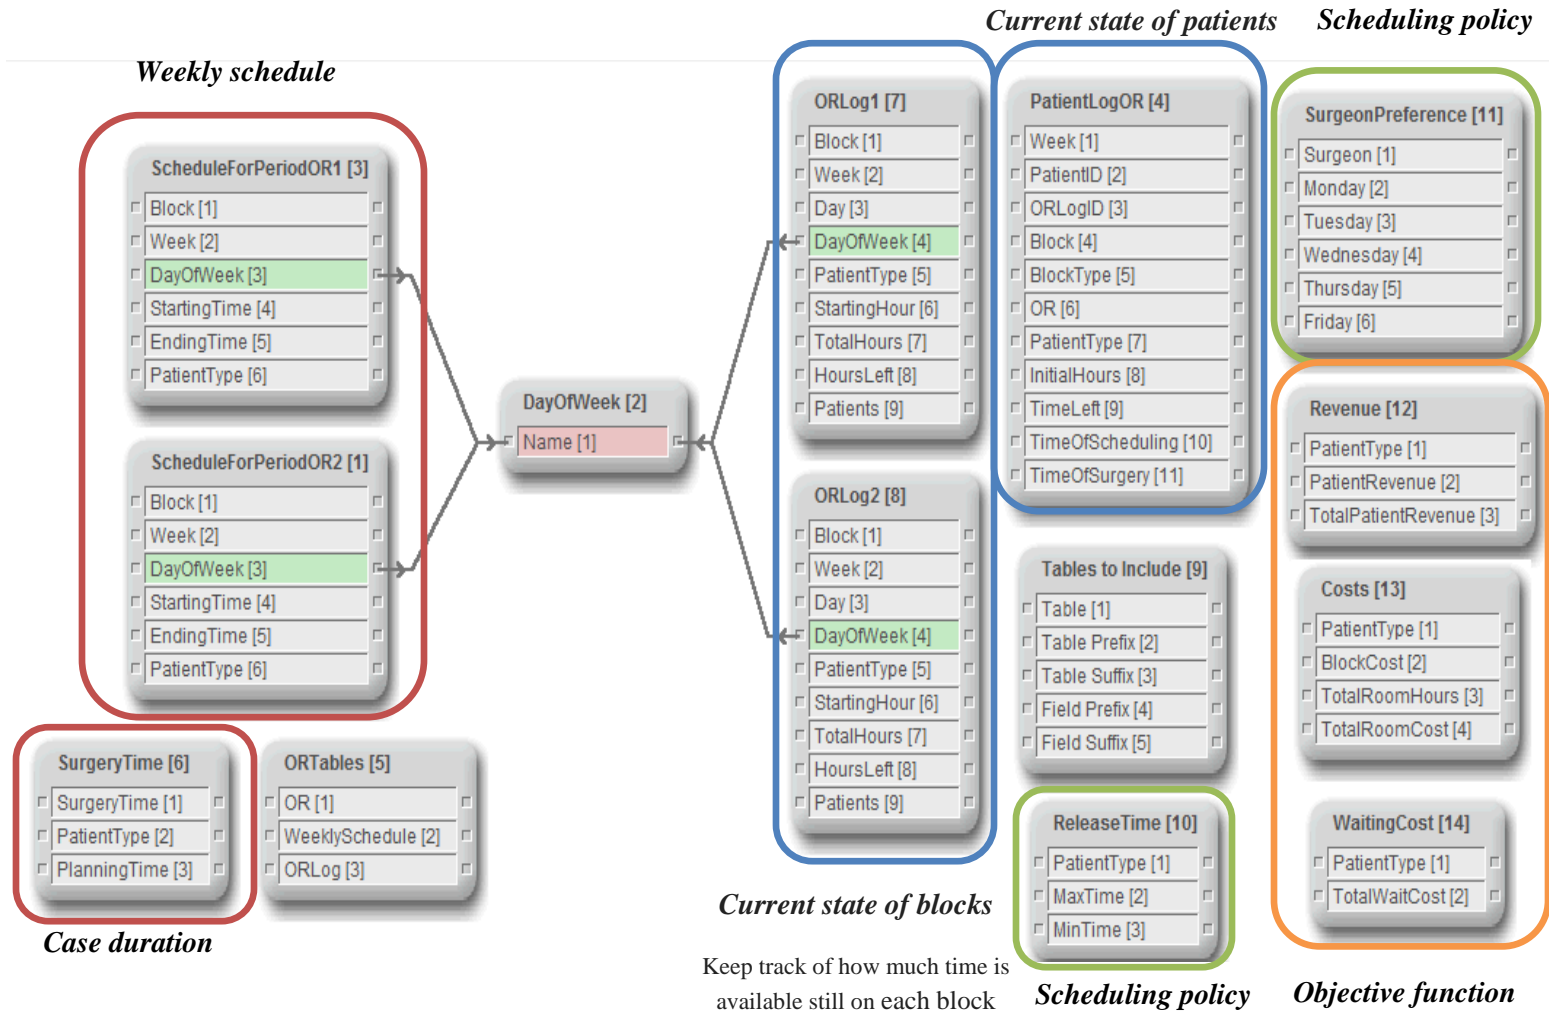 Weekly schedule
ScheduleForPeriodOR1 [3]
Block [1]
Week [2]
DayOfWeek [3]
StartingTime [4]
EndingTime [5]
PatientType [6]
ScheduleForPeriodOR2 [1]
Block [1]
Week [2]
DayOfWeek [3]
StartingTime [4]
EndingTime [5]
PatientType [6]
SurgeryTime [6]
SurgeryTime [1]
PatientType [2]
PlanningTime [3]
Case duration
ORTables [5]
OR [1]
WeeklySchedule [2]
ORLog [3]
DayOfWeek [2]
Name [1]
ORLog1 [7]
Block [1]
Week [2]
Day [3]
DayOfWeek [4]
PatientType [5]
StartingHour [6]
TotalHours [7]
HoursLeft [8]
Patients [9]
ORLog2 [8]
Block [1]
Week [2]
Day [3]
DayOfWeek [4]
PatientType [5]
StartingHour [6]
TotalHours [7]
HoursLeft [8]
Patients [9]
Current state of blocks
Keep track of how much time is
available still on each block
Current state of patients
PatientLogOR [4]
Week [1]
PatientID [2]
ORLogID [3]
Block [4]
BlockType [5]
OR [6]
PatientType [7]
InitialHours [8]
TimeLeft [9]
TimeOfScheduling [10]
TimeOfSurgery [11]
Tables to Include [9]
Table [1]
Table Prefix [2]
Table Suffix [3]
Field Prefix [4]
Field Suffix [5]
ReleaseTime [10]
PatientType [1]
MaxTime [2]
MinTime [3]
Scheduling policy
Scheduling policy
SurgeonPreference [11]
Surgeon [1]
Monday [2]
Tuesday [3]
Wednesday [4]
Thursday [5]
Friday [6]
Revenue [12]
PatientType [1]
PatientRevenue [2]
TotalPatientRevenue [3]
Costs [13]
PatientType [1]
BlockCost [2]
TotalRoomHours [3]
TotalRoomCost [4]
WaitingCost [14]
PatientType [1]
TotalWaitCost [2]
Objective function